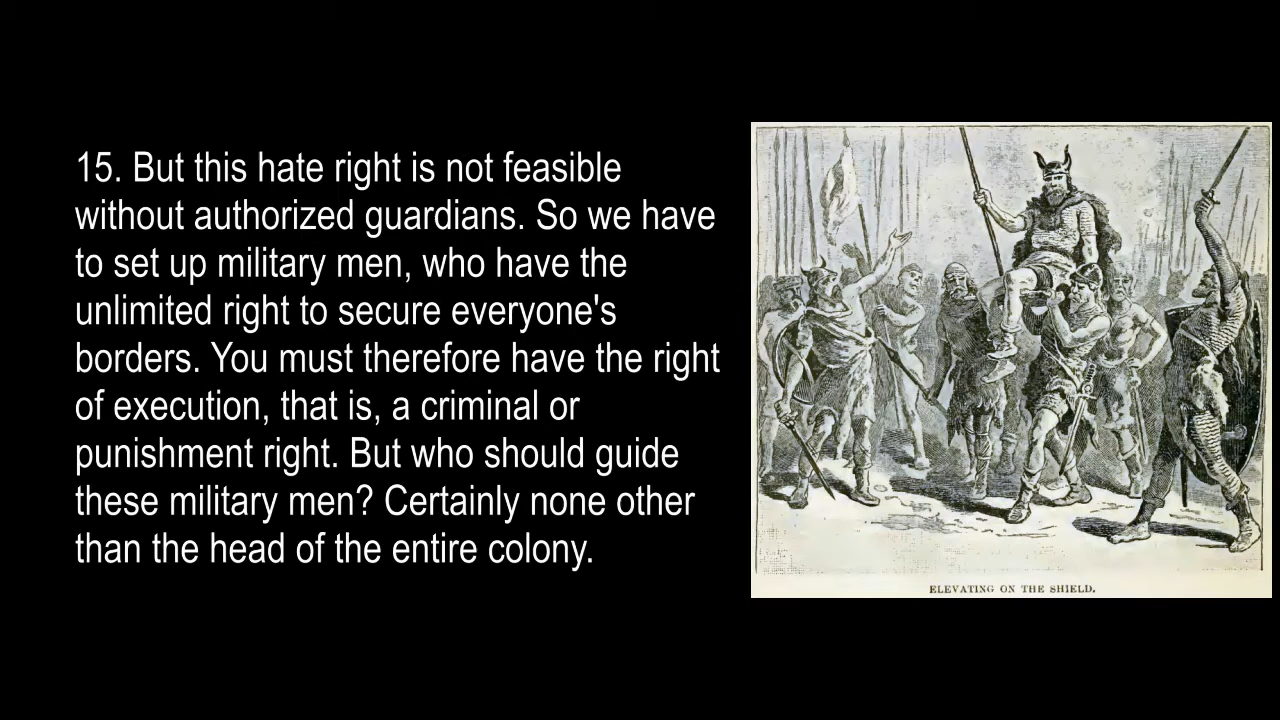 15. But this hate right is not feasible
without authorized guardians. So we have
to set up military men, who have the
unlimited right to secure everyone's
borders. You must therefore have the right
of execution, that is, a criminal or
punishment right. But who should guide
these military men? Certainly none other
than the head of the entire colony.
ELEVATING ON THE SHIELD.